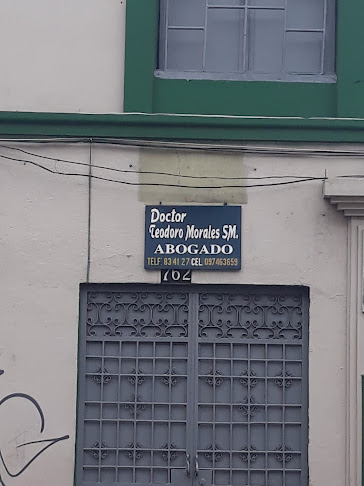 Doctor
Teodoro Morales SM.
ABOGADO
TELF: 83 41 27 CEL. 097463659
762